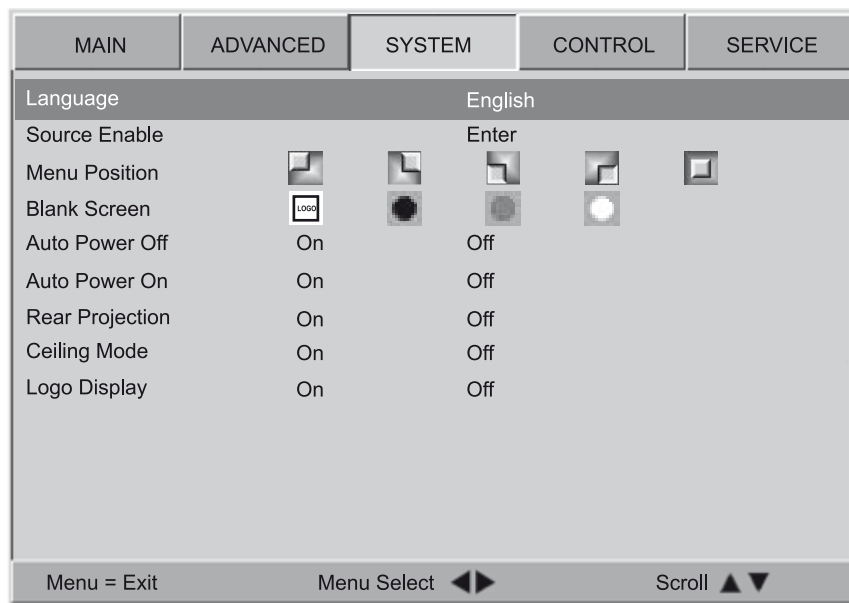 MAIN ADVANCED SYSTEM CONTROL SERVICE
Language English
Source Enable Enter
Menu Position
Blank Screen LOGO
Auto Power Off On Off
Auto Power On On Off
Rear Projection On Off
Ceiling Mode On Off
Logo Display On Off
Menu = Exit Menu Select ◀▶ Scroll ▲▼